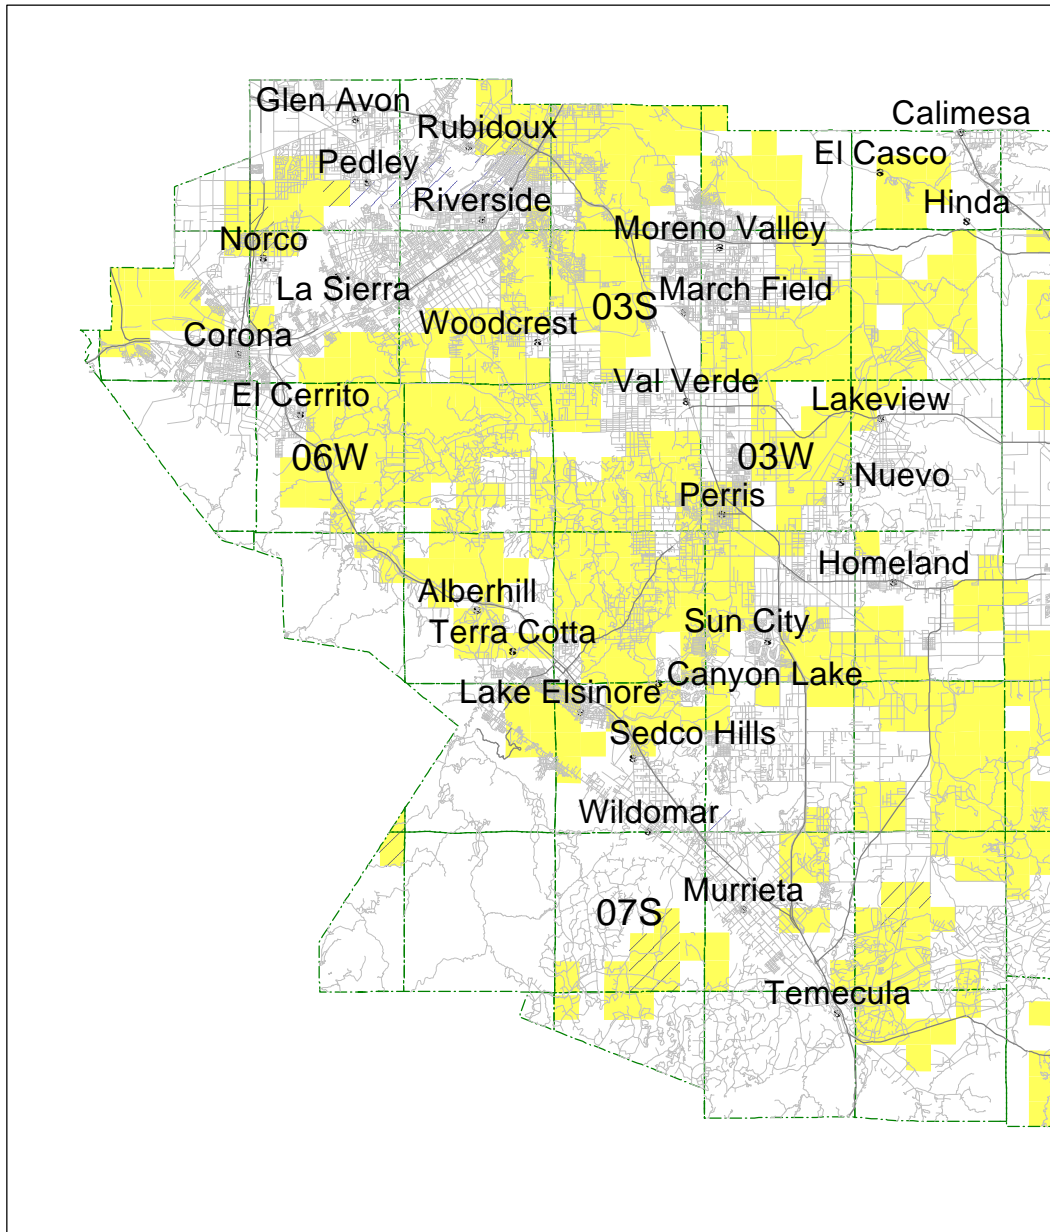 Glen Avon
Calimesa
Rubidoux
El Casco
Pedley
Riverside
Hinda
Moreno Valley
Norco
La Sierra
March Field
03S
Woodcrest
Corona
Val Verde
El Cerrito
Lakeview
06W
03W
Nuevo
Perris
Homeland
Alberhill
Sun City
Terra Cotta
Canyon Lake
Lake Elsinore
Sedco Hills
Wildomar
Murrieta
07S
Temecula